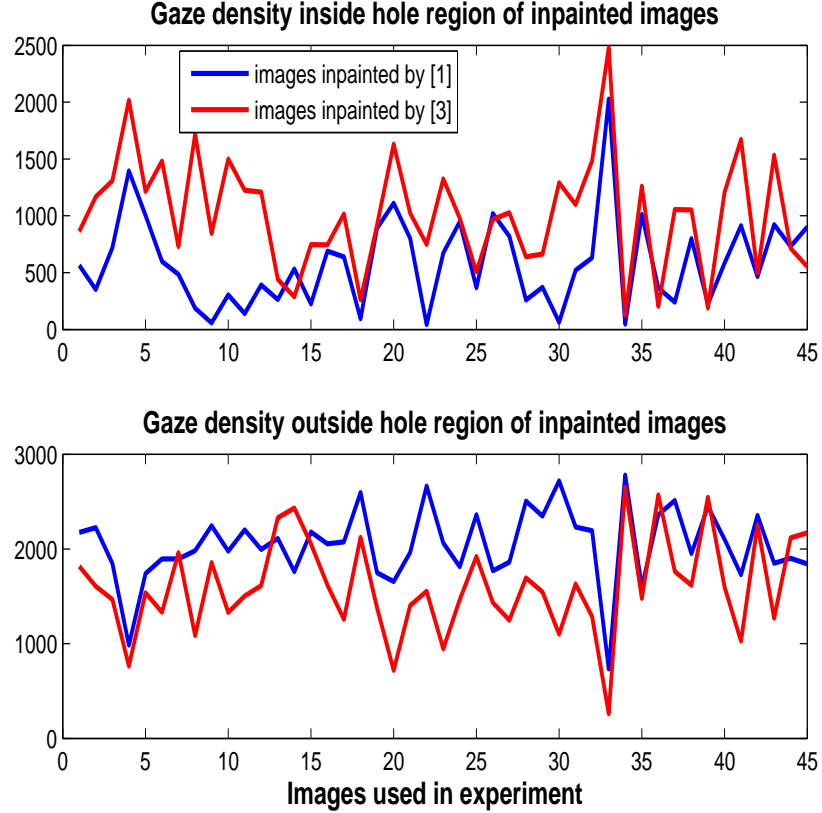 Gaze density inside hole region of inpainted images
2500
2000
1500
1000
500
0
images inpainted by [1]
images inpainted by [3]
0 5 10 15 20 25 30 35 40 45
Gaze density outside hole region of inpainted images
3000
2000
1000
0
0 5 10 15 20 25 30 35 40 45
Images used in experiment